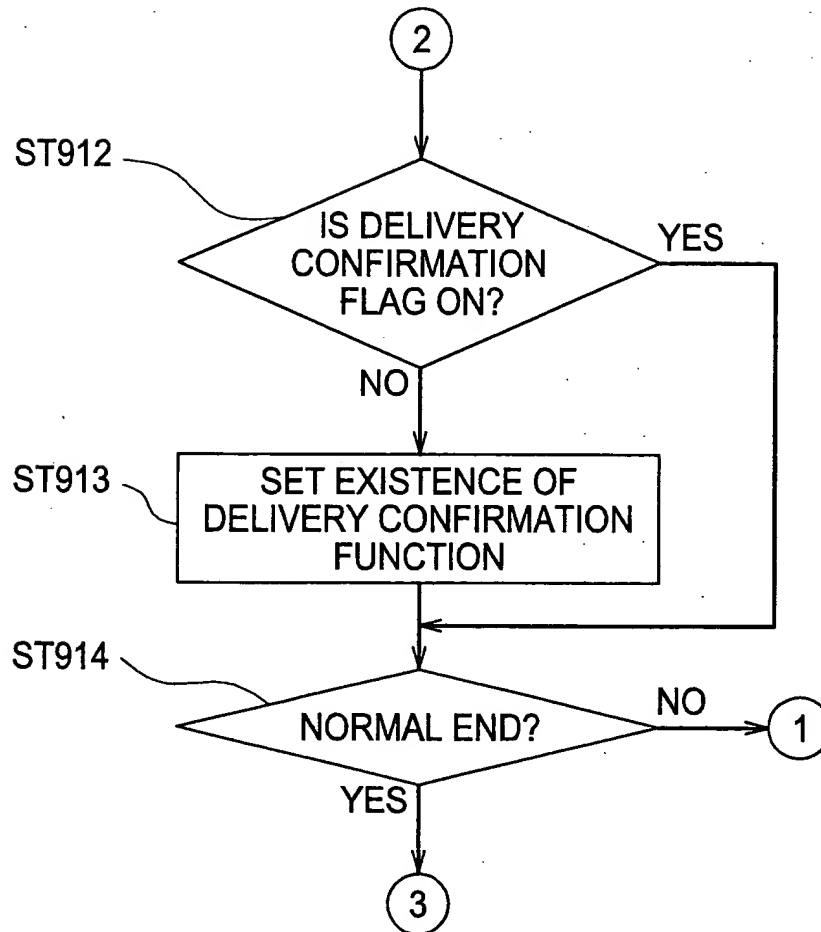 2
ST912
IS DELIVERY
CONFIRMATION
FLAG ON?
YES
NO
ST913
SET EXISTENCE OF
DELIVERY CONFIRMATION
FUNCTION
ST914
NORMAL END?
NO
1
YES
3